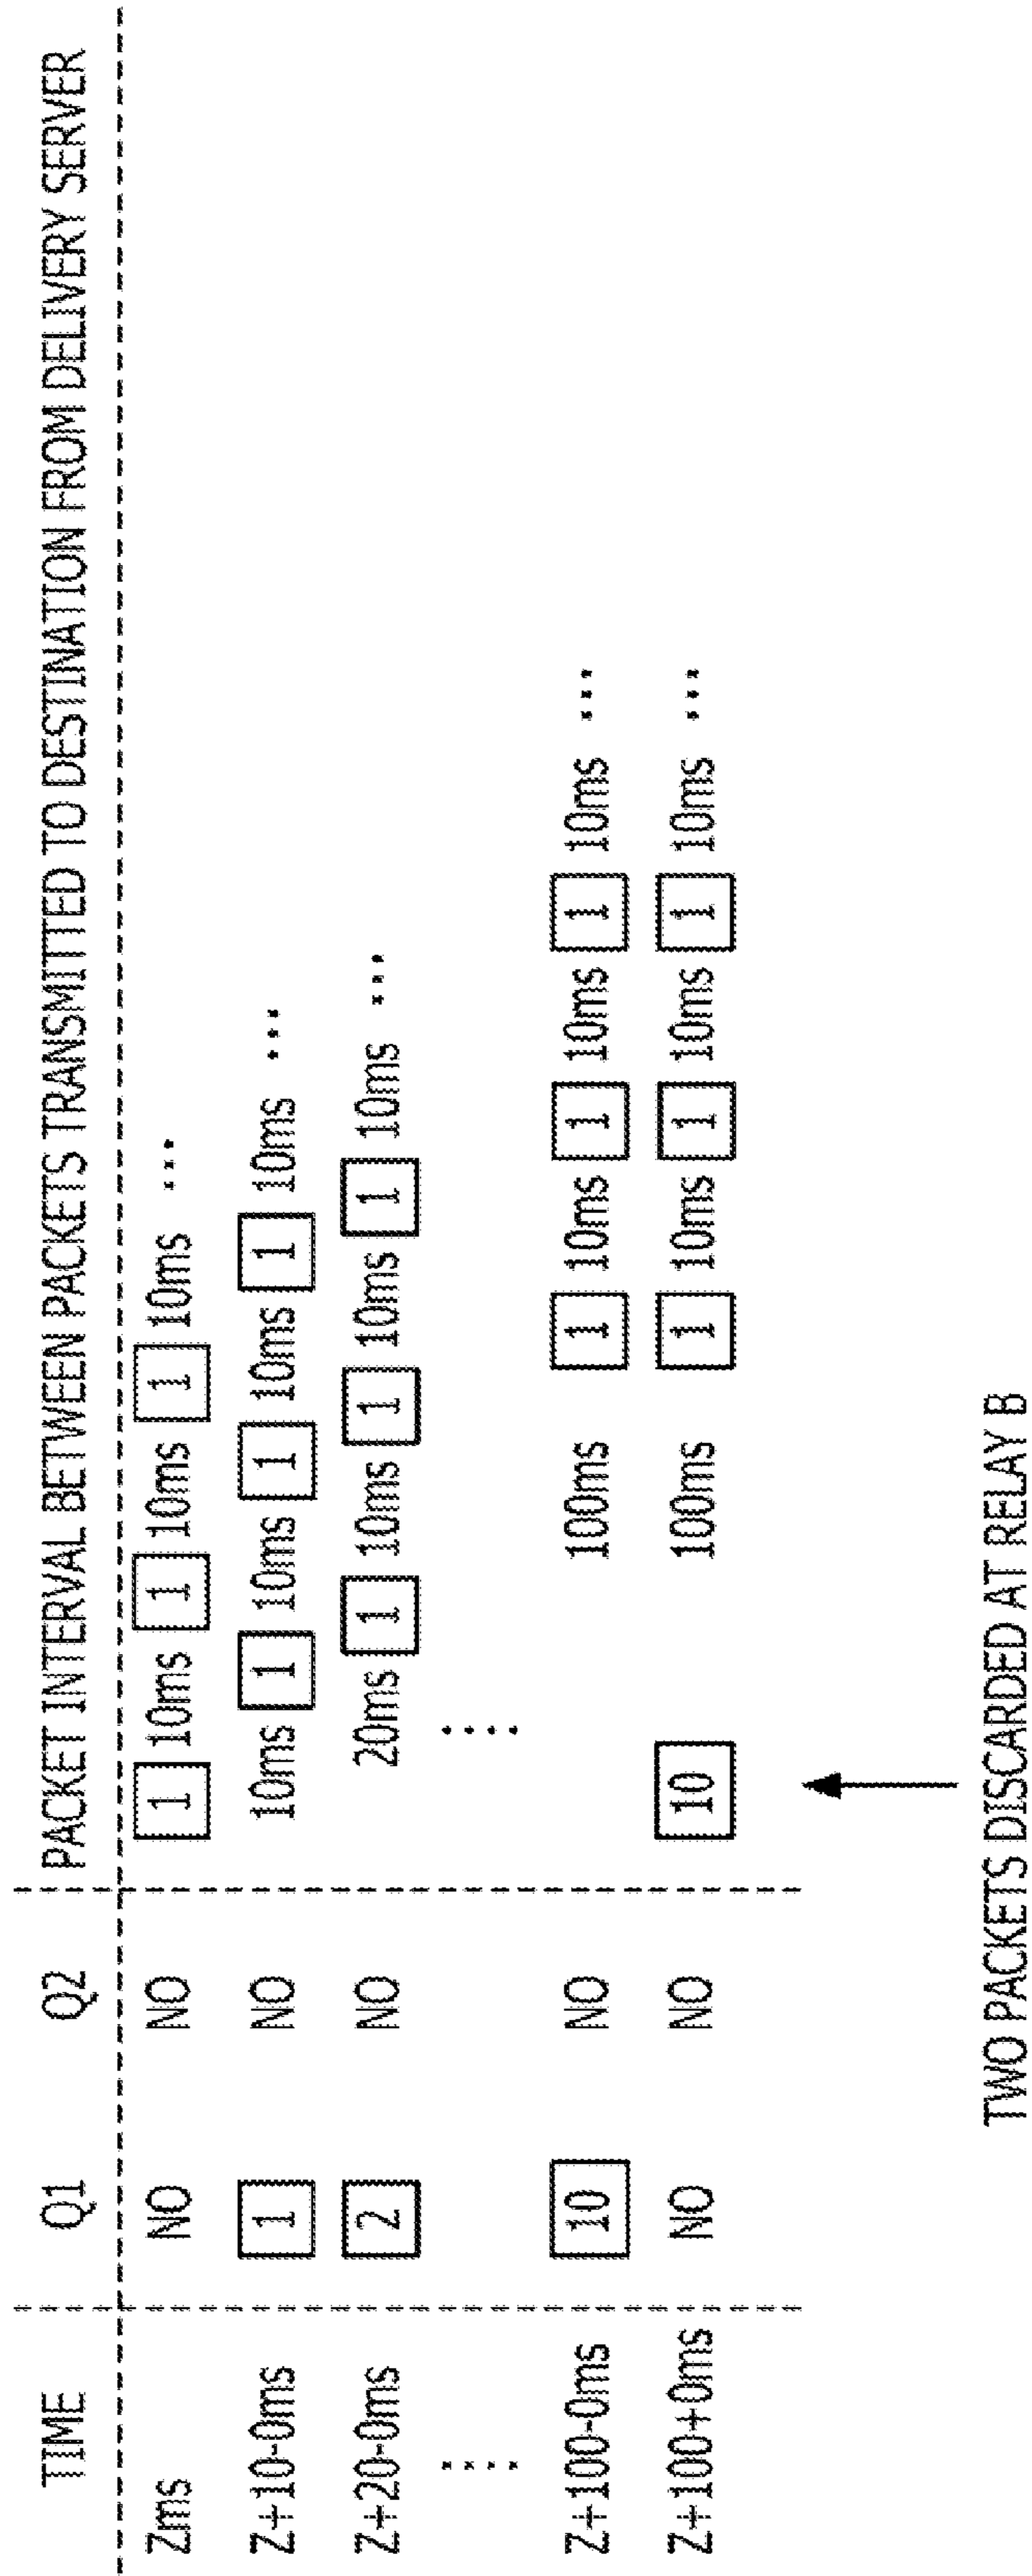 TIME Q1 Q2 PACKET INTERVAL BETWEEN PACKETS TRANSMITTED TO DESTINATION FROM DELIVERY SERVER
Zms NO NO 1 10ms 1 10ms 1 10ms ...
Z+10-0ms 1 NO 10ms 1 10ms 1 10ms 1 10ms ...
Z+20-0ms 2 NO 20ms 1 10ms 1 10ms 1 10ms ...
Z+100-0ms 10 NO 100ms 1 10ms 1 10ms 1 10ms ...
Z+100+0ms NO NO 10 100ms 1 10ms 1 10ms 1 10ms ...
TWO PACKETS DISCARDED AT RELAY B